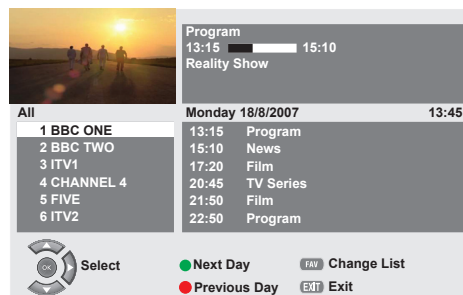 Program
13:15 15:10
Reality Show
All Monday 18/8/2007 13:45
1 BBC ONE
2 BBC TWO
3 ITV1
4 CHANNEL 4
5 FIVE
6 ITV2
13:15 Program
15:10 News
17:20 Film
20:45 TV Series
21:50 Film
22:50 Program
OK Select
Next Day FAV Change List
Previous Day EXIT Exit